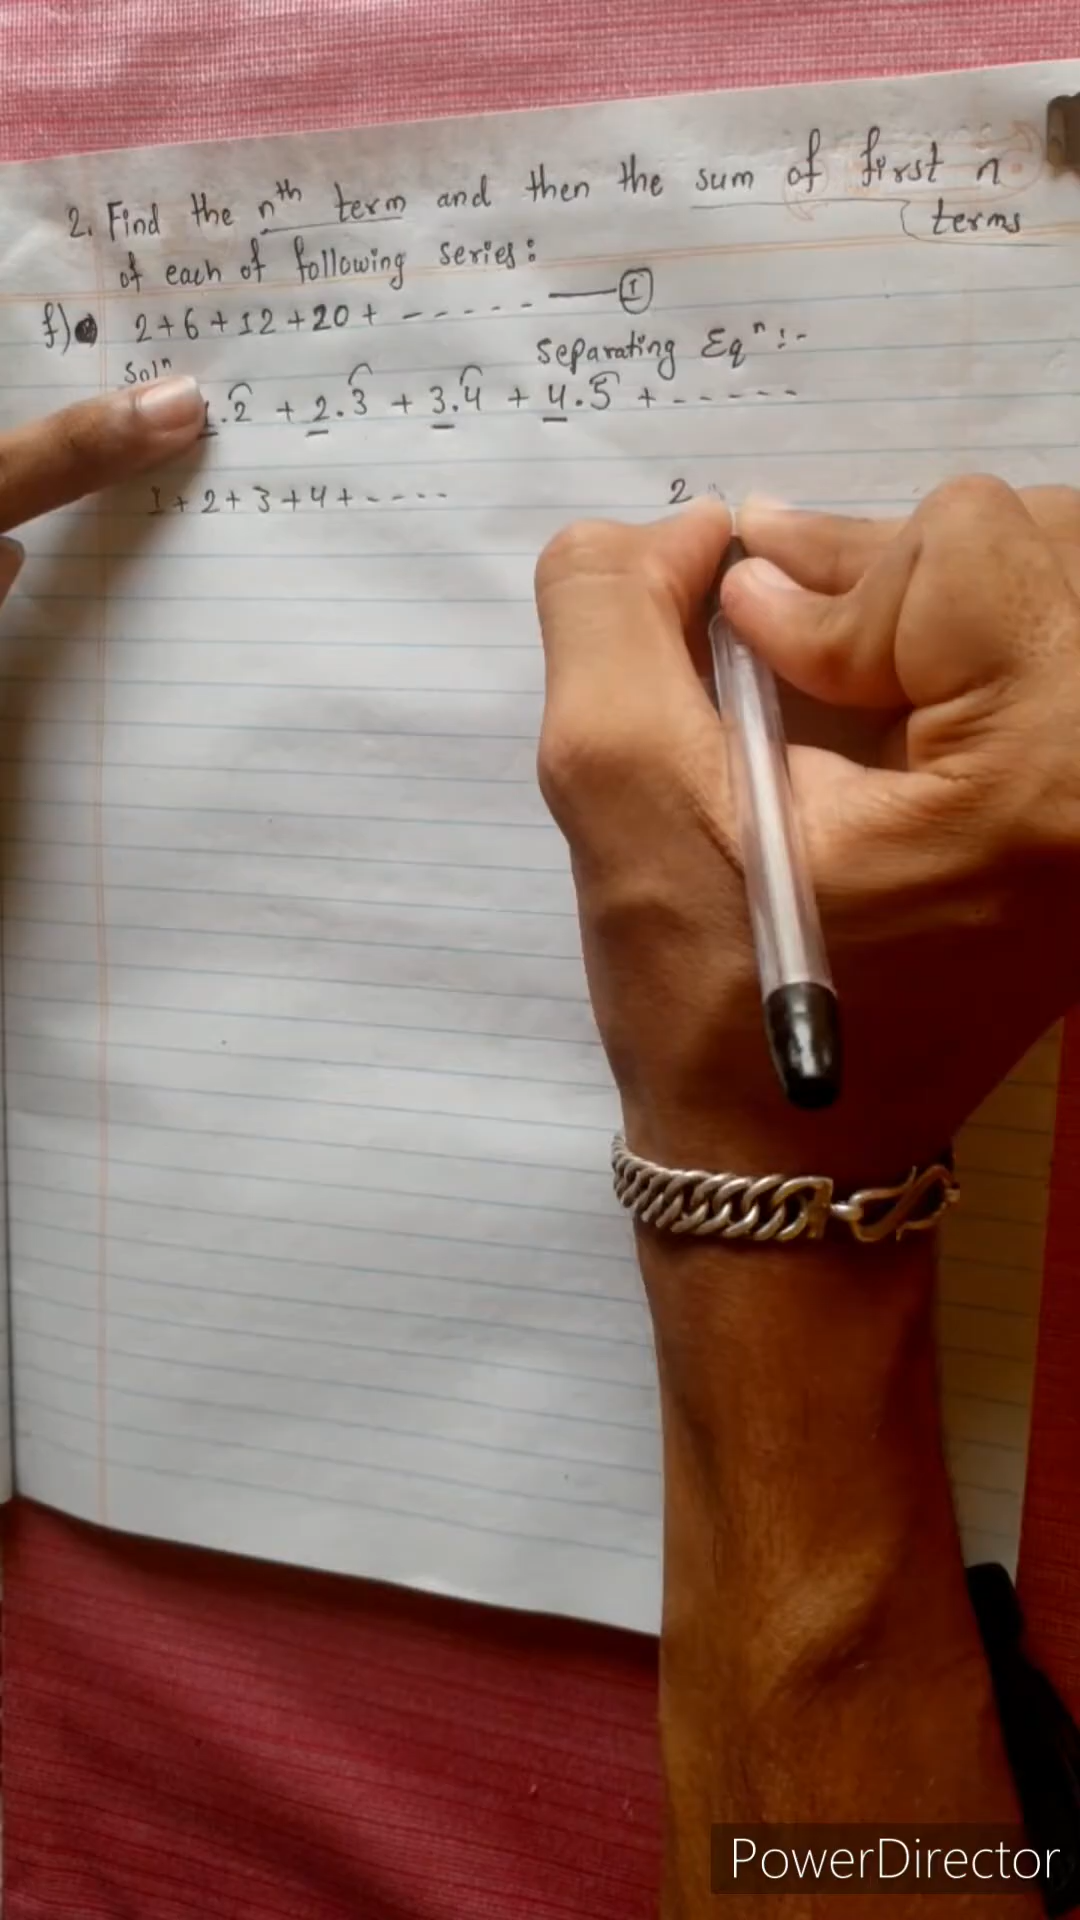 2. Find the nth term and then the sum of first n
terms
of each of following series:
f) 2+6+12+20+ ----- —— I
Soln
Separating Eqn :-
1.2 + 2.3 + 3.4 + 4.5 + -----
1+2+3+4+----
2
PowerDirector